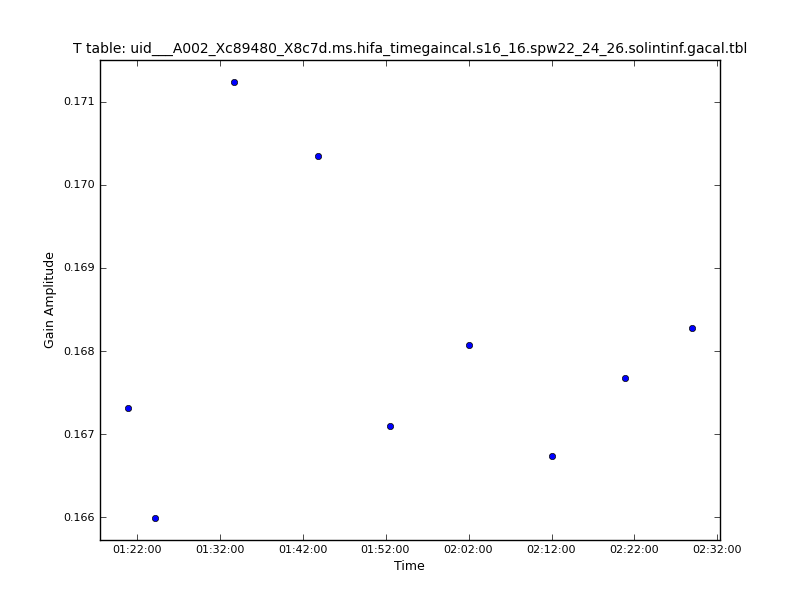 T table: uid___A002_Xc89480_X8c7d.ms.hifa_timegaincal.s16_16.spw22_24_26.solintinf.gacal.tbl
0.171
0.170
0.169
0.168
0.167
0.166
Gain Amplitude
01:22:00 01:32:00 01:42:00 01:52:00 02:02:00 02:12:00 02:22:00 02:32:00
Time